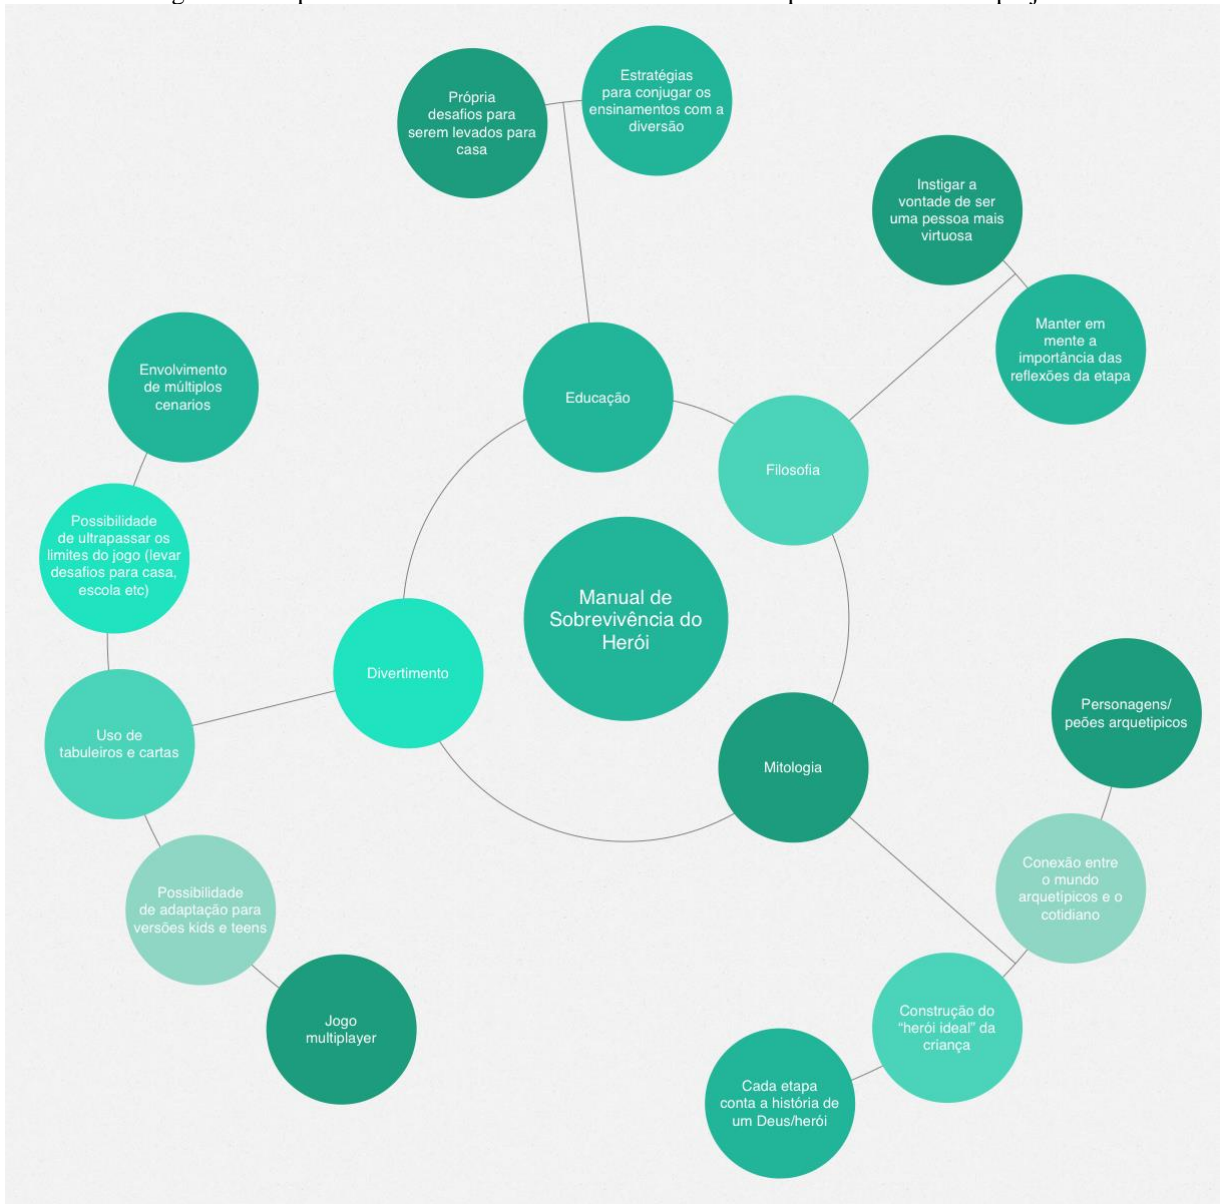 Própria
desafios para
serem levados para
casa
Estratégias
para conjugar os
ensinamentos com a
diversão
Instigar a
vontade de ser
uma pessoa mais
virtuosa
Manter em
mente a
importância das
reflexões da etapa
Envolvimento
de múltiplos
cenarios
Educação
Filosofia
Possibilidade
de ultrapassar os
limites do jogo (levar
desafios para casa,
escola etc)
Manual de
Sobrevivência do
Herói
Divertimento
Uso de
tabuleiros e cartas
Mitologia
Personagens/
peões arquetipicos
Conexão entre
o mundo
arquetípicos e o
cotidiano
Possibilidade
de adaptação para
versões kids e teens
Construção do
“herói ideal” da
criança
Jogo
multiplayer
Cada etapa
conta a história de
um Deus/herói